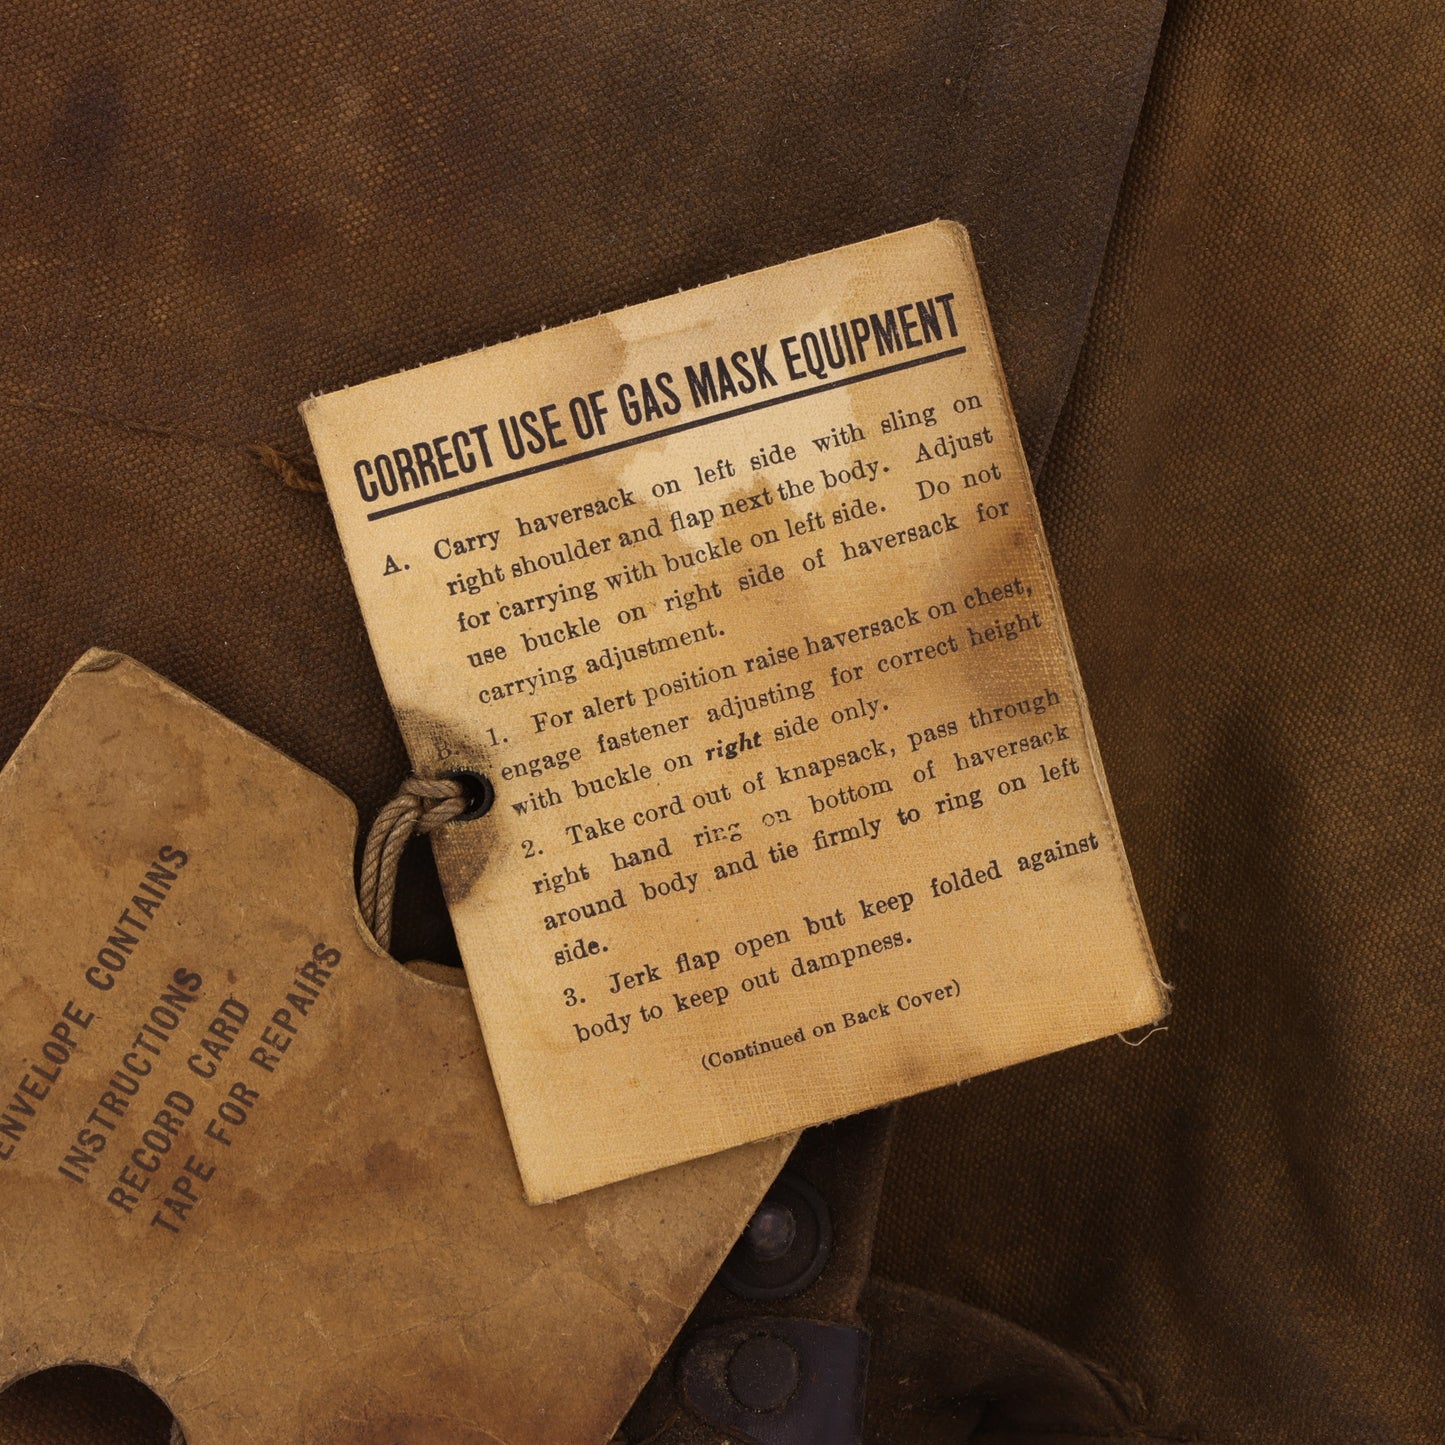 CORRECT USE OF GAS MASK EQUIPMENT
A. Carry haversack on left side with sling on
right shoulder and flap next the body. Adjust
for carrying with buckle on left side. Do not
use buckle on right side of haversack for
carrying adjustment.
B. 1. For alert position raise haversack on chest,
engage fastener adjusting for correct height
with buckle on right side only.
2. Take cord out of knapsack, pass through
right hand ring on bottom of haversack
around body and tie firmly to ring on left
side.
3. Jerk flap open but keep folded against
body to keep out dampness.
(Continued on Back Cover)
ENVELOPE CONTAINS
INSTRUCTIONS
RECORD CARD
TAPE FOR REPAIRS